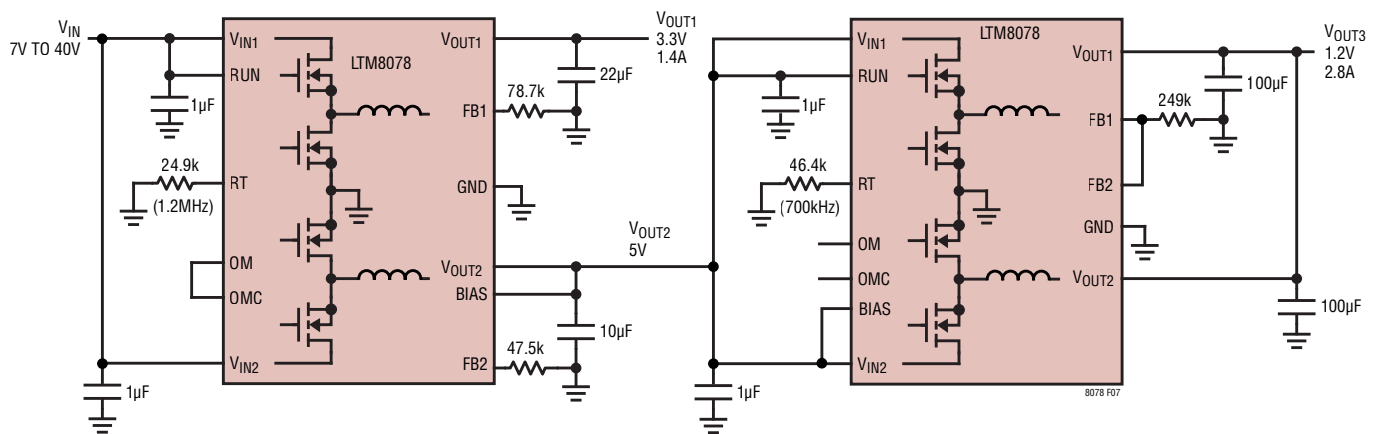 VIN
7V TO 40V
VIN1
RUN
1µF
24.9k
(1.2MHz)
RT
OM
OMC
VIN2
1µF
LTM8078
VOUT1
FB1
78.7k
22µF
VOUT1
3.3V
1.4A
GND
VOUT2
BIAS
FB2
47.5k
10µF
VOUT2
5V
VIN1
RUN
1µF
46.4k
(700kHz)
RT
OM
OMC
BIAS
VIN2
1µF
LTM8078
VOUT1
FB1
249k
100µF
FB2
GND
VOUT2
VOUT3
1.2V
2.8A
100µF
8078 F07